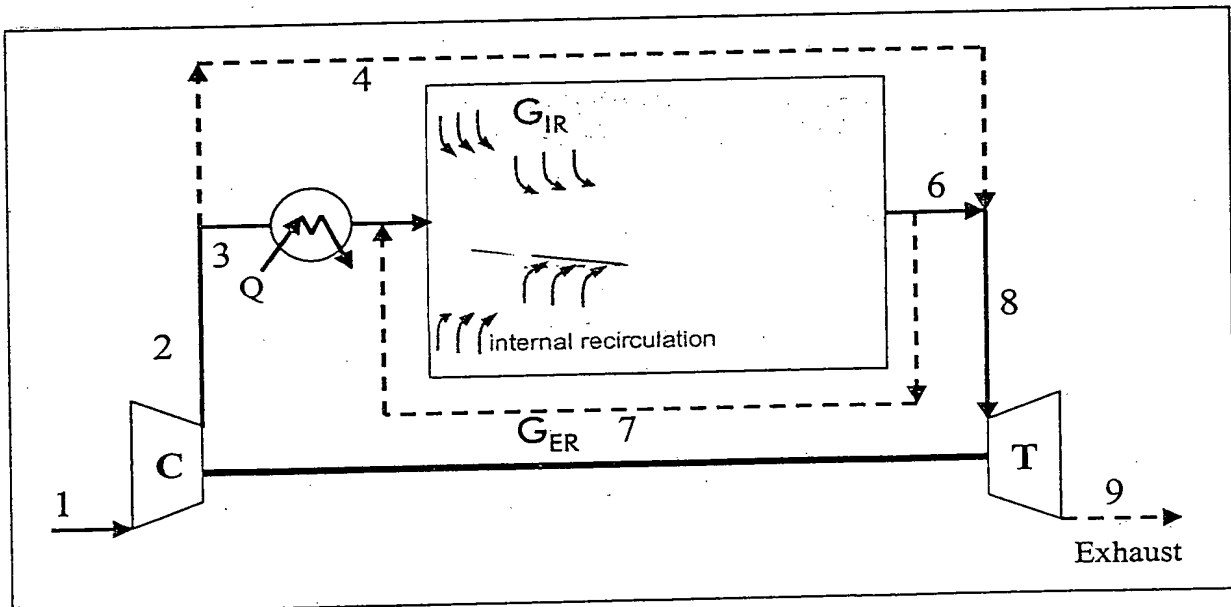 4
G_IR
6
3
Q
8
2
internal recirculation
G_ER 7
C
T
1
9
Exhaust